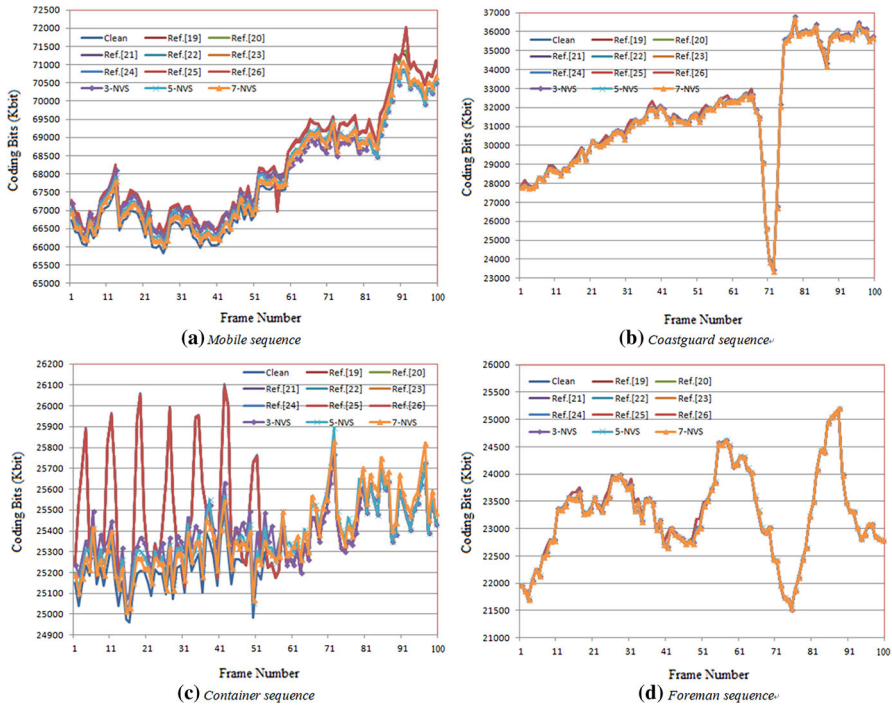 72500
72000
71500
71000
70500
70000
69500
69000
68500
68000
67500
67000
66500
66000
65500
65000
Coding Bits (Kbit)
Clean Ref.[19] Ref.[20]
Ref.[21] Ref.[22] Ref.[23]
Ref.[24] Ref.[25] Ref.[26]
3-NVS 5-NVS 7-NVS
1 11 21 31 41 51 61 71 81 91 100
Frame Number
(a) Mobile sequence
37000
36000
35000
34000
33000
32000
31000
30000
29000
28000
27000
26000
25000
24000
23000
Coding Bits (Kbit)
Clean Ref.[19] Ref.[20]
Ref.[21] Ref.[22] Ref.[23]
Ref.[24] Ref.[25] Ref.[26]
3-NVS 5-NVS 7-NVS
1 11 21 31 41 51 61 71 81 91 100
Frame Number
(b) Coastguard sequence
26200
26100
26000
25900
25800
25700
25600
25500
25400
25300
25200
25100
25000
24900
Coding Bits (Kbit)
Clean Ref.[19] Ref.[20]
Ref.[21] Ref.[22] Ref.[23]
Ref.[24] Ref.[25] Ref.[26]
3-NVS 5-NVS 7-NVS
1 11 21 31 41 51 61 71 81 91 100
Frame Number
(c) Container sequence
26000
25000
24000
23000
22000
21000
Coding Bits (Kbit)
Clean Ref.[19] Ref.[20]
Ref.[21] Ref.[22] Ref.[23]
Ref.[24] Ref.[25] Ref.[26]
3-NVS 5-NVS 7-NVS
1 11 21 31 41 51 61 71 81 91 100
Frame Number
(d) Foreman sequence